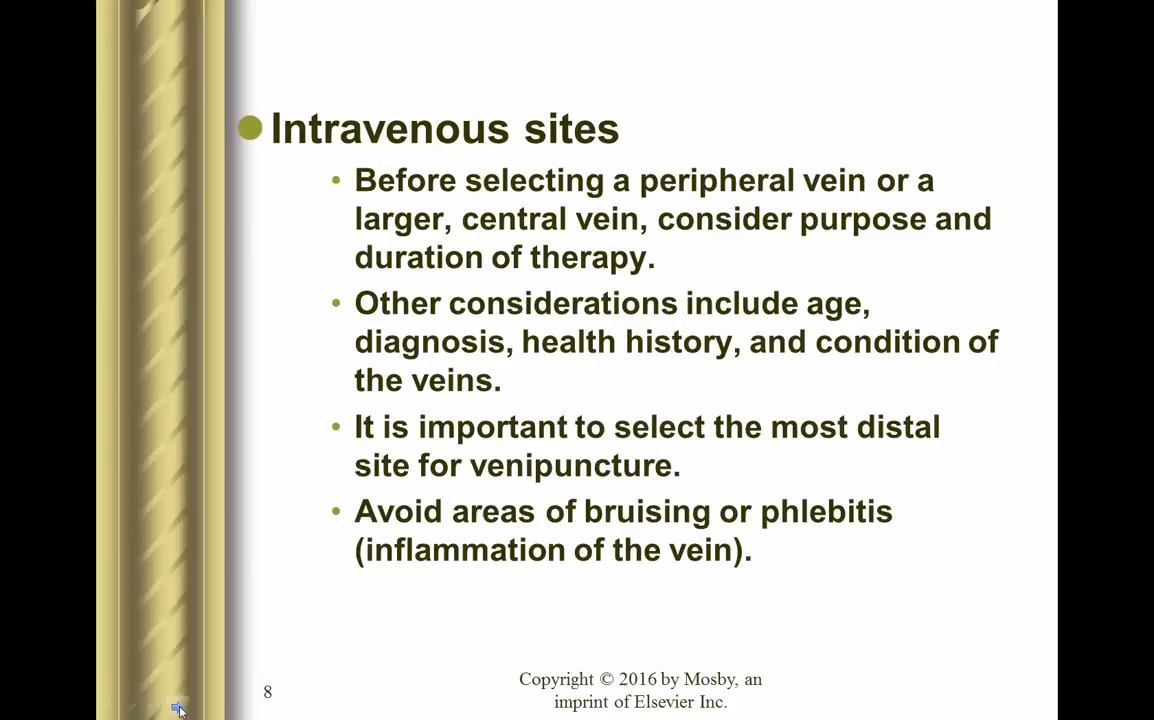 Intravenous sites
• Before selecting a peripheral vein or a
larger, central vein, consider purpose and
duration of therapy.
• Other considerations include age,
diagnosis, health history, and condition of
the veins.
• It is important to select the most distal
site for venipuncture.
• Avoid areas of bruising or phlebitis
(inflammation of the vein).
8
Copyright © 2016 by Mosby, an
imprint of Elsevier Inc.